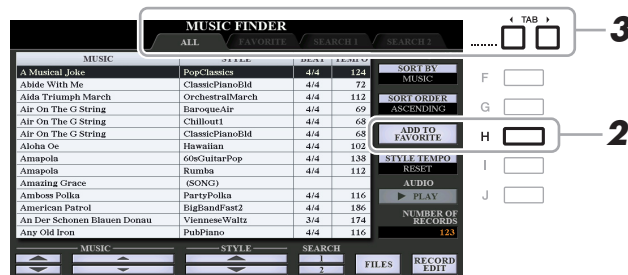 MUSIC FINDER
TAB
3
ALL FAVORITE SEARCH 1 SEARCH 2
MUSIC STYLE BEAT TEMPO
A Musical Joke PopClassics 4/4 124
Abide With Me ClassicPianoBld 4/4 72
Aida Triumph March OrchestralMarch 4/4 112
Air On The G String BaroqueAir 4/4 69
Air On The G String Chillout1 4/4 68
Air On The G String ClassicPianoBld 4/4 68
Aloha Oe Hawaiian 4/4 102
Amapola 60sGuitarPop 4/4 138
Amapola Rumba 4/4 112
Amazing Grace (SONG)
Amboss Polka PartyPolka 4/4 116
American Patrol BigBandFast2 4/4 186
An Der Schonen Blauen Donau VienneseWaltz 3/4 174
Any Old Iron PubPiano 4/4 116
SORT BY
MUSIC
F
SORT ORDER
ASCENDING
G
ADD TO
FAVORITE
H
2
STYLE TEMPO
RESET
I
AUDIO
PLAY
J
NUMBER OF
RECORDS
123
MUSIC STYLE SEARCH
1
2
FILES
RECORD
EDIT